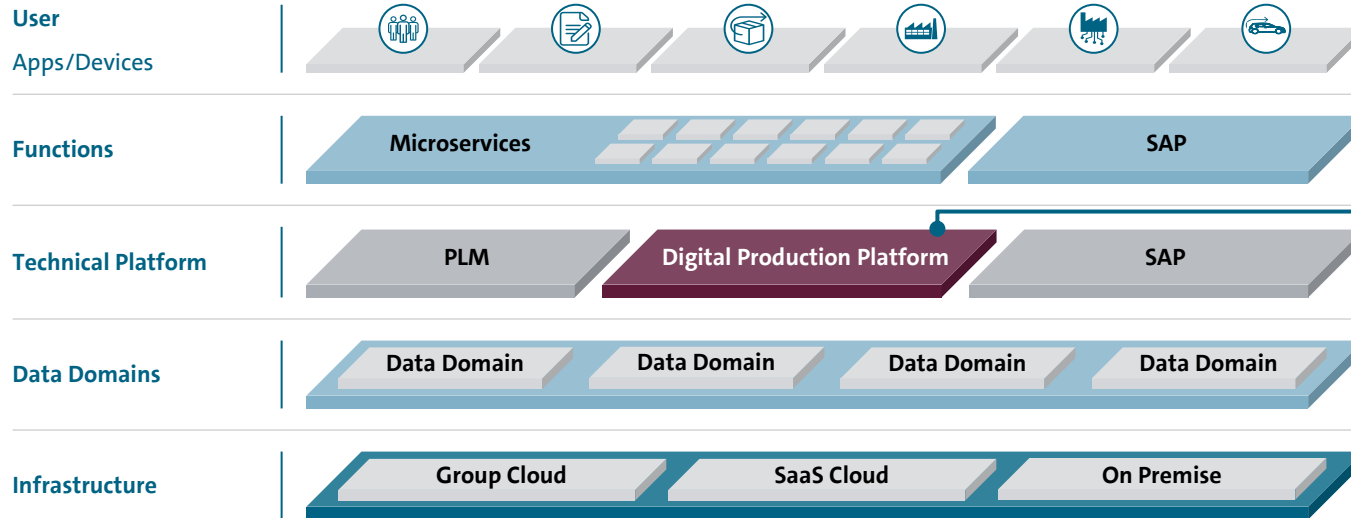 User
Apps/Devices
Functions
Microservices
SAP
Technical Platform
PLM
Digital Production Platform
SAP
Data Domains
Data Domain
Data Domain
Data Domain
Data Domain
Infrastructure
Group Cloud
SaaS Cloud
On Premise